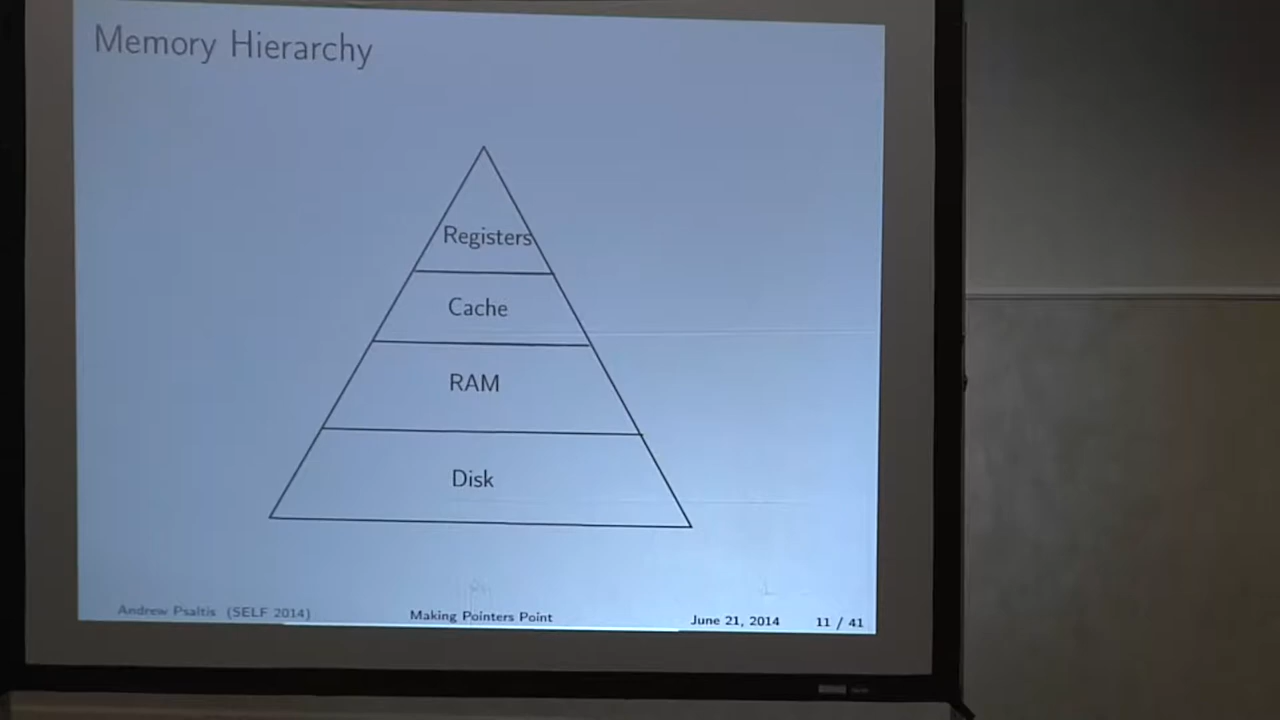 Memory Hierarchy
Registers
Cache
RAM
Disk
Andrew Psaltis (SELF 2014) Making Pointers Point June 21, 2014 11 / 41